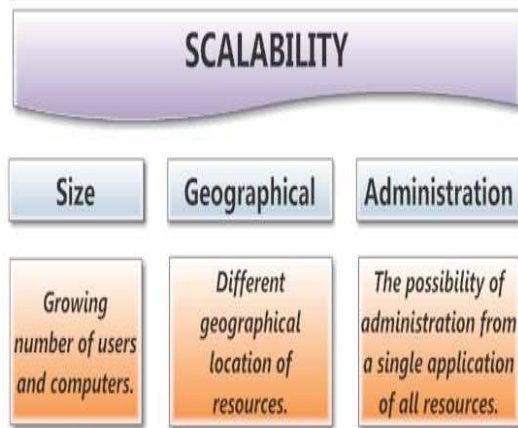 SCALABILITY
Size
Geographical
Administration
Growing
number of users
and computers.
Different
geographical
location of
resources.
The possibility of
administration from
a single application
of all resources.